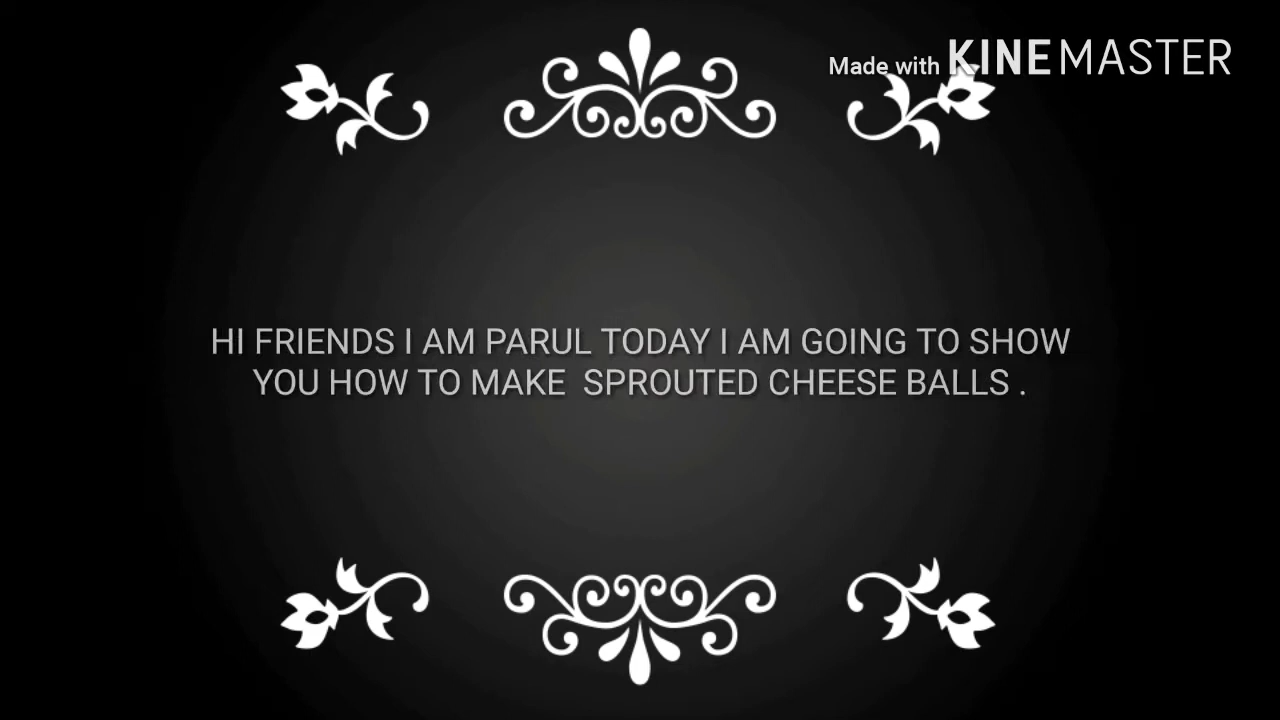 Made with KINEMASTER
HI FRIENDS I AM PARUL TODAY I AM GOING TO SHOW
YOU HOW TO MAKE  SPROUTED CHEESE BALLS .